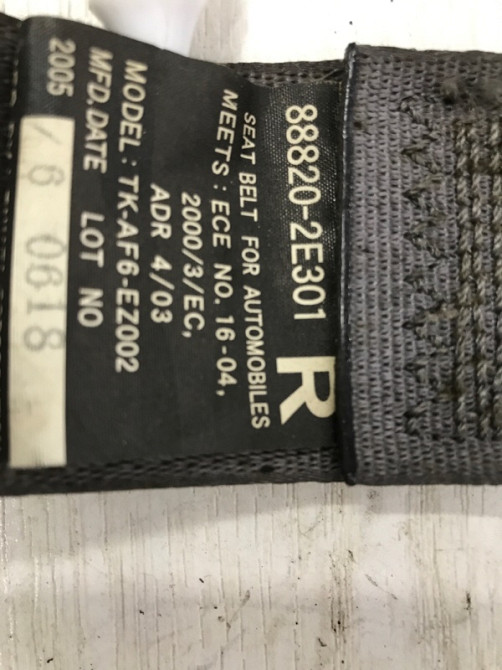 88820-2E301
R
SEAT BELT FOR AUTOMOBILES
MEETS : ECE NO. 16-04,
2000/3/EC,
ADR 4/03
MODEL : TK-AF6-EZ002
MFD.DATE LOT NO
2005 / 6 0618